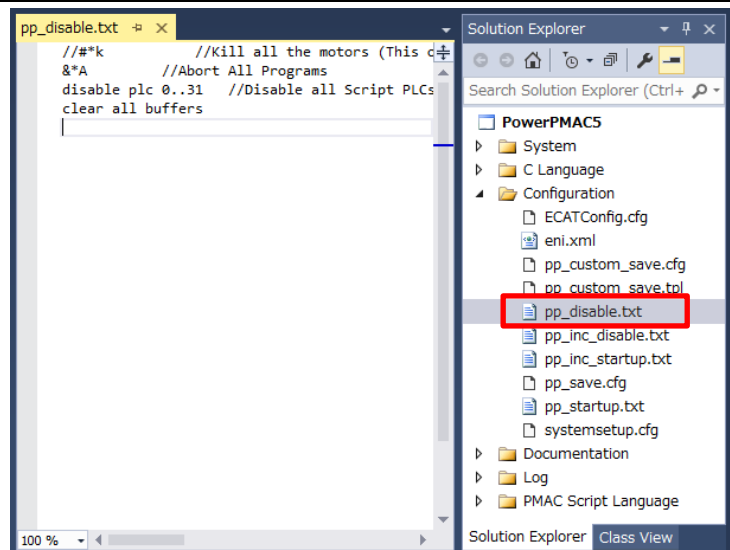 pp_disable.txt
//#*k //Kill all the motors (This
&*A //Abort All Programs
disable plc 0..31 //Disable all Script PLCs
clear all buffers
100 %
Solution Explorer
Search Solution Explorer (Ctrl+
PowerPMAC5
System
C Language
Configuration
ECATConfig.cfg
eni.xml
pp_custom_save.cfg
pp_custom_save.tpl
pp_disable.txt
pp_inc_disable.txt
pp_inc_startup.txt
pp_save.cfg
pp_startup.txt
systemsetup.cfg
Documentation
Log
PMAC Script Language
Solution Explorer Class View